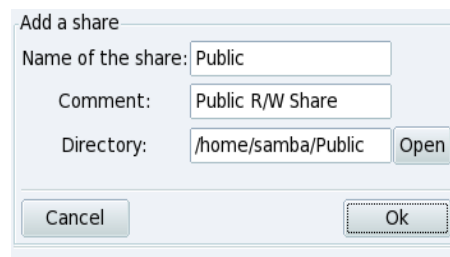 Add a share
Name of the share: Public
Comment: Public R/W Share
Directory: /home/samba/Public Open
Cancel Ok